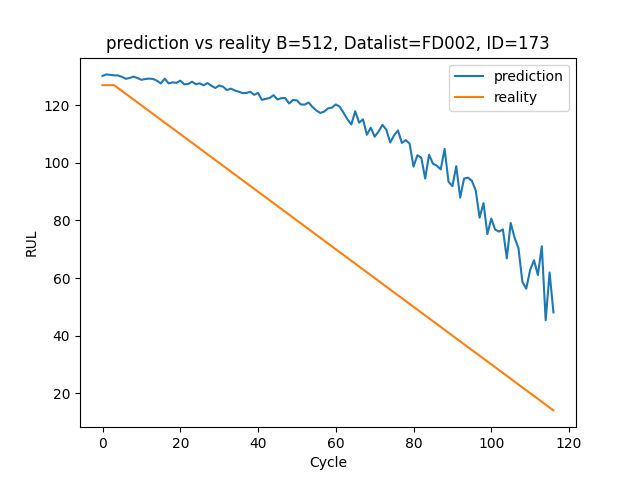 prediction vs reality B=512, Datalist=FD002, ID=173
prediction
reality
120
100
80
60
40
20
RUL
0 20 40 60 80 100 120
Cycle